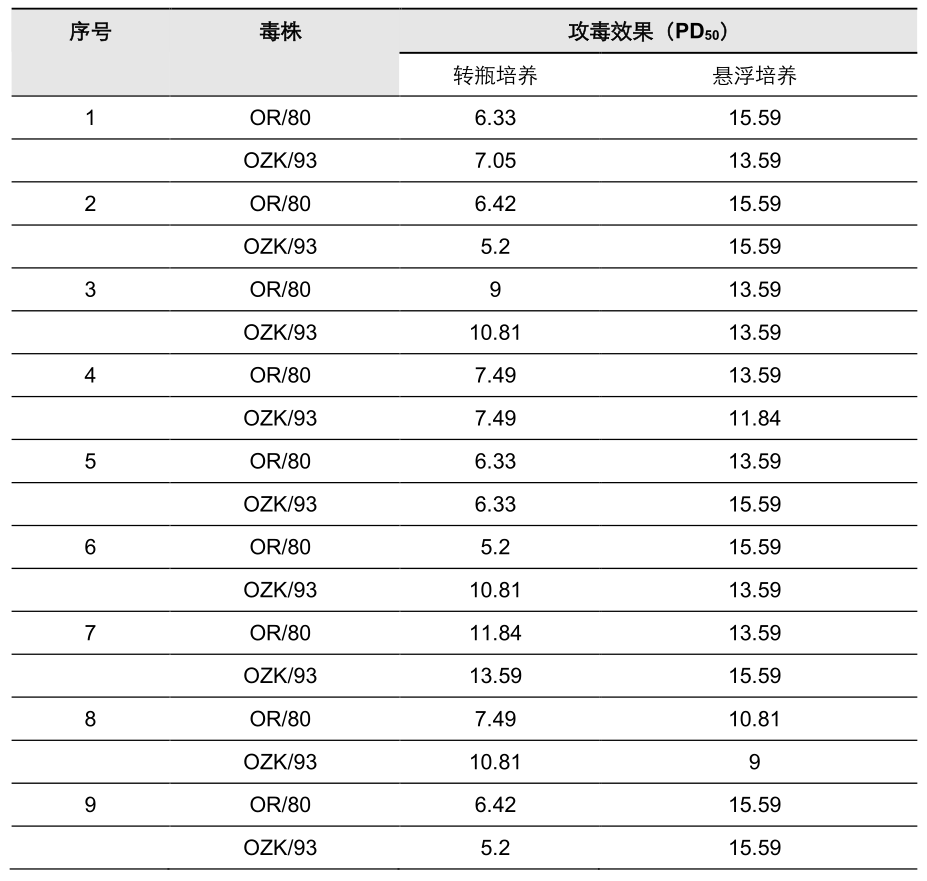 序号 毒株 攻毒效果（PD50）
转瓶培养 悬浮培养
1 OR/80 6.33 15.59
OZK/93 7.05 13.59
2 OR/80 6.42 15.59
OZK/93 5.2 15.59
3 OR/80 9 13.59
OZK/93 10.81 13.59
4 OR/80 7.49 13.59
OZK/93 7.49 11.84
5 OR/80 6.33 13.59
OZK/93 6.33 15.59
6 OR/80 5.2 15.59
OZK/93 10.81 13.59
7 OR/80 11.84 13.59
OZK/93 13.59 15.59
8 OR/80 7.49 10.81
OZK/93 10.81 9
9 OR/80 6.42 15.59
OZK/93 5.2 15.59